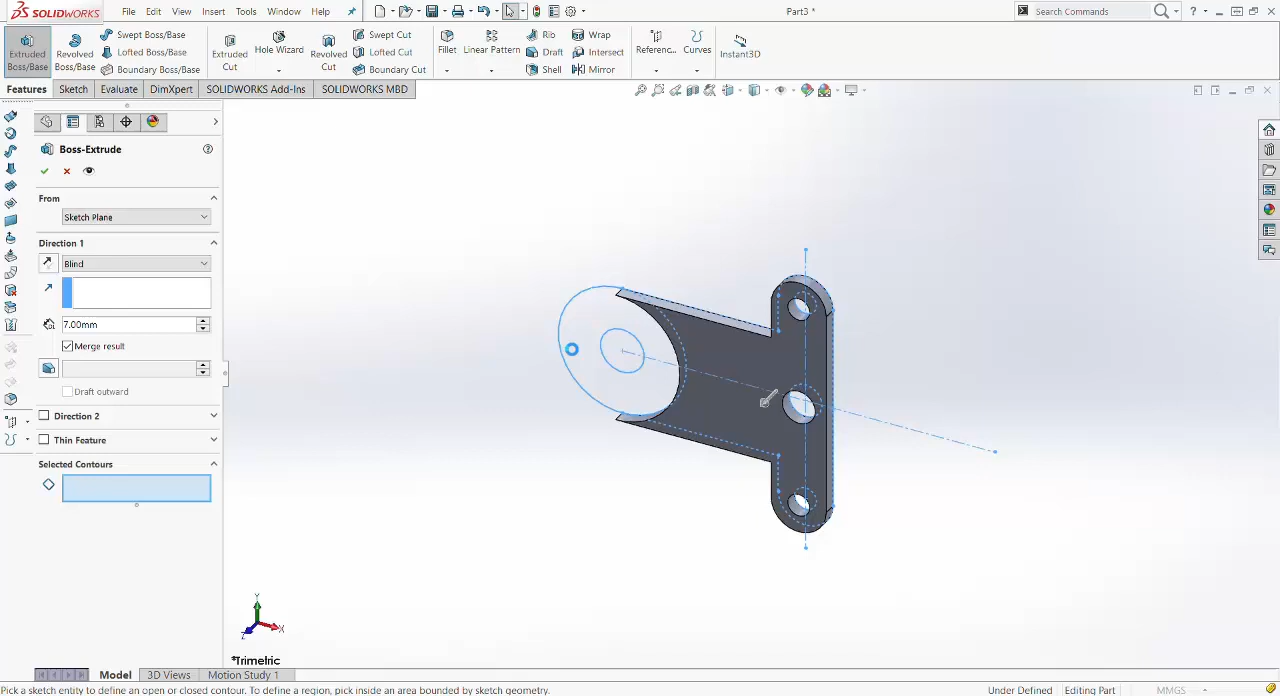 SOLIDWORKS File Edit View Insert Tools Window Help Part3 * Search Commands ?
Extruded Boss/Base
Revolved Boss/Base
Swept Boss/Base
Lofted Boss/Base
Boundary Boss/Base
Extruded Cut
Hole Wizard
Revolved Cut
Swept Cut
Lofted Cut
Boundary Cut
Fillet
Linear Pattern
Rib
Draft
Shell
Wrap
Intersect
Mirror
Referenc...
Curves
Instant3D
Features Sketch Evaluate DimXpert SOLIDWORKS Add-Ins SOLIDWORKS MBD
Boss-Extrude
From
Sketch Plane
Direction 1
Blind
7.00mm
Merge result
Draft outward
Direction 2
Thin Feature
Selected Contours
Y
X
Z
*Trimetric
Model 3D Views Motion Study 1
Pick a sketch entity to define an open or closed contour. To define a region, pick inside an area bounded by sketch geometry. Under Defined Editing Part MMGS